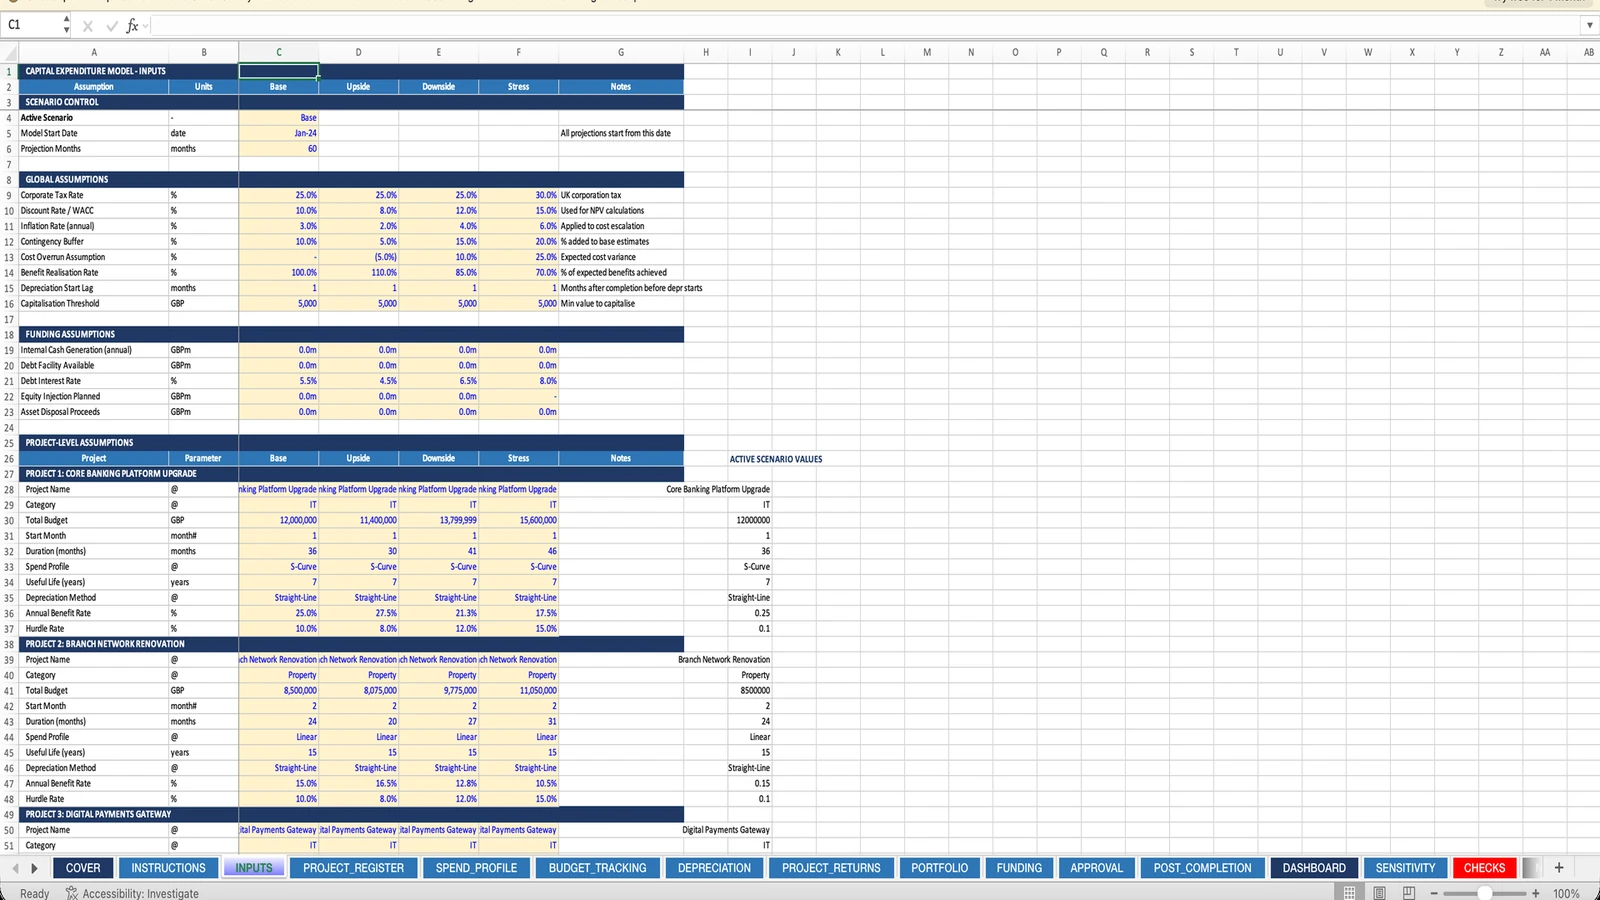 C1 fx
A B C D E F G H I J K L M N O P Q R S T U V W X Y Z AA AB
1 CAPITAL EXPENDITURE MODEL - INPUTS
2 Assumption Units Base Upside Downside Stress Notes
3 SCENARIO CONTROL
4 Active Scenario - Base
5 Model Start Date date Jan-24 All projections start from this date
6 Projection Months months 60
7
8 GLOBAL ASSUMPTIONS
9 Corporate Tax Rate % 25.0% 25.0% 25.0% 30.0% UK corporation tax
10 Discount Rate / WACC % 10.0% 8.0% 12.0% 15.0% Used for NPV calculations
11 Inflation Rate (annual) % 3.0% 2.0% 4.0% 6.0% Applied to cost escalation
12 Contingency Buffer % 10.0% 5.0% 15.0% 20.0% % added to base estimates
13 Cost Overrun Assumption % - (5.0%) 10.0% 25.0% Expected cost variance
14 Benefit Realisation Rate % 100.0% 110.0% 85.0% 70.0% % of expected benefits achieved
15 Depreciation Start Lag months 1 1 1 1 Months after completion before depr starts
16 Capitalisation Threshold GBP 5,000 5,000 5,000 5,000 Min value to capitalise
17
18 FUNDING ASSUMPTIONS
19 Internal Cash Generation (annual) GBPm 0.0m 0.0m 0.0m 0.0m
20 Debt Facility Available GBPm 0.0m 0.0m 0.0m 0.0m
21 Debt Interest Rate % 5.5% 4.5% 6.5% 8.0%
22 Equity Injection Planned GBPm 0.0m 0.0m 0.0m -
23 Asset Disposal Proceeds GBPm 0.0m 0.0m 0.0m 0.0m
24
25 PROJECT-LEVEL ASSUMPTIONS
26 Project Parameter Base Upside Downside Stress Notes ACTIVE SCENARIO VALUES
27 PROJECT 1: CORE BANKING PLATFORM UPGRADE
28 Project Name @ nking Platform Upgrade nking Platform Upgrade nking Platform Upgrade nking Platform Upgrade Core Banking Platform Upgrade
29 Category @ IT IT IT IT IT
30 Total Budget GBP 12,000,000 11,400,000 13,799,999 15,600,000 12000000
31 Start Month month# 1 1 1 1 1
32 Duration (months) months 36 30 41 46 36
33 Spend Profile @ S-Curve S-Curve S-Curve S-Curve S-Curve
34 Useful Life (years) years 7 7 7 7 7
35 Depreciation Method @ Straight-Line Straight-Line Straight-Line Straight-Line Straight-Line
36 Annual Benefit Rate % 25.0% 27.5% 21.3% 17.5% 0.25
37 Hurdle Rate % 10.0% 8.0% 12.0% 15.0% 0.1
38 PROJECT 2: BRANCH NETWORK RENOVATION
39 Project Name @ ch Network Renovation ch Network Renovation ch Network Renovation ch Network Renovation Branch Network Renovation
40 Category @ Property Property Property Property Property
41 Total Budget GBP 8,500,000 8,075,000 9,775,000 11,050,000 8500000
42 Start Month month# 2 2 2 2 2
43 Duration (months) months 24 20 27 31 24
44 Spend Profile @ Linear Linear Linear Linear Linear
45 Useful Life (years) years 15 15 15 15 15
46 Depreciation Method @ Straight-Line Straight-Line Straight-Line Straight-Line Straight-Line
47 Annual Benefit Rate % 15.0% 16.5% 12.8% 10.5% 0.15
48 Hurdle Rate % 10.0% 8.0% 12.0% 15.0% 0.1
49 PROJECT 3: DIGITAL PAYMENTS GATEWAY
50 Project Name @ ital Payments Gateway ital Payments Gateway ital Payments Gateway ital Payments Gateway Digital Payments Gateway
51 Category @ IT IT IT IT IT
COVER INSTRUCTIONS INPUTS PROJECT_REGISTER SPEND_PROFILE BUDGET_TRACKING DEPRECIATION PROJECT_RETURNS PORTFOLIO FUNDING APPROVAL POST_COMPLETION DASHBOARD SENSITIVITY CHECKS +
Ready Accessibility: Investigate 100%